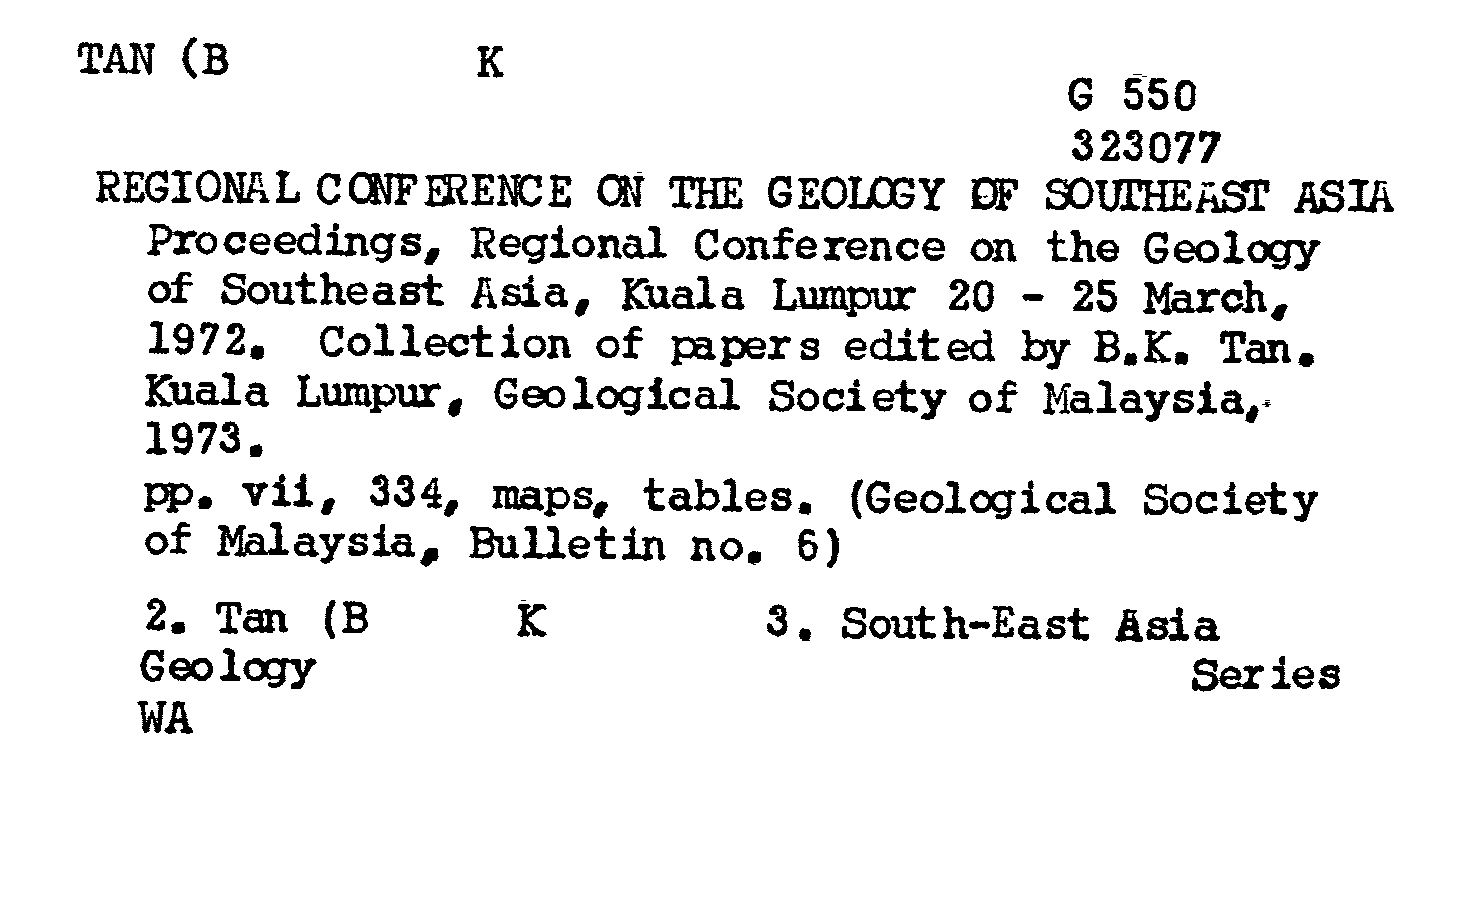 TAN (B K
G 550
323077
REGIONAL CONFERENCE ON THE GEOLOGY OF SOUTHEAST ASIA
Proceedings, Regional Conference on the Geology
of Southeast Asia, Kuala Lumpur 20 - 25 March,
1972. Collection of papers edited by B.K. Tan.
Kuala Lumpur, Geological Society of Malaysia,
1973.
pp. vii, 334, maps, tables. (Geological Society
of Malaysia, Bulletin no. 6)
2. Tan (B K 3. South-East Asia
Geology
Series
WA